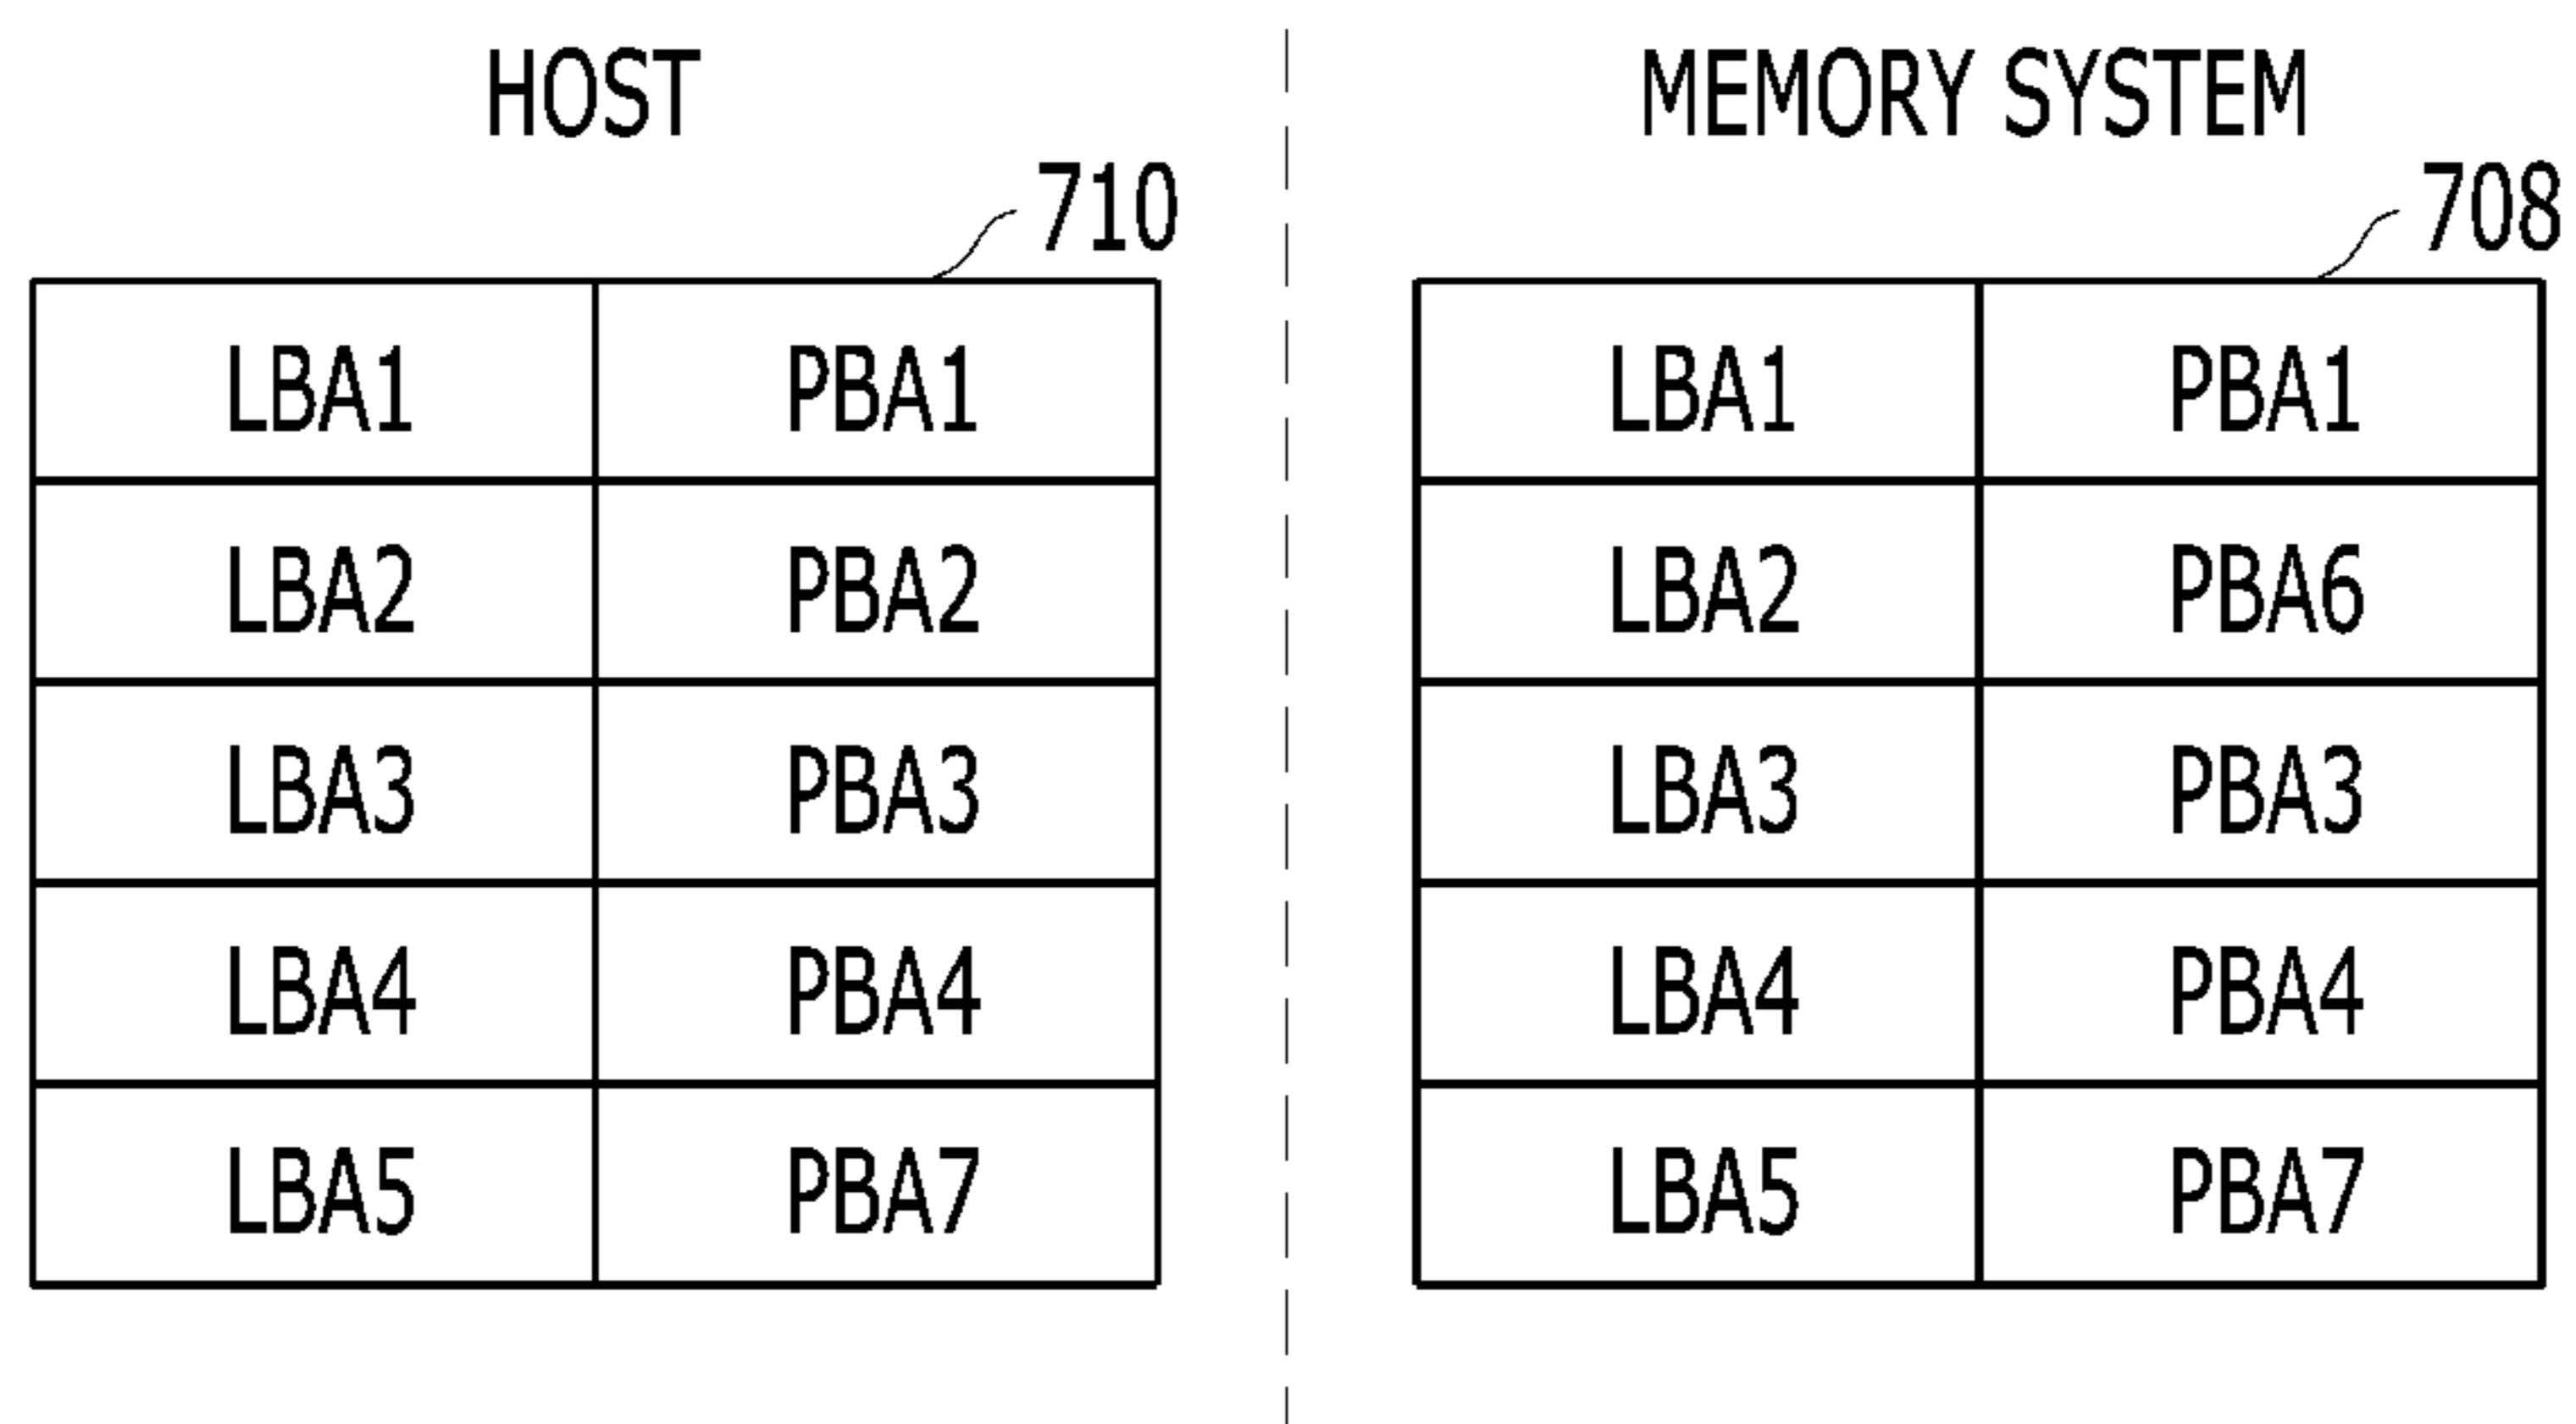 HOST
710
LBA1 PBA1
LBA2 PBA2
LBA3 PBA3
LBA4 PBA4
LBA5 PBA7
MEMORY SYSTEM
708
LBA1 PBA1
LBA2 PBA6
LBA3 PBA3
LBA4 PBA4
LBA5 PBA7